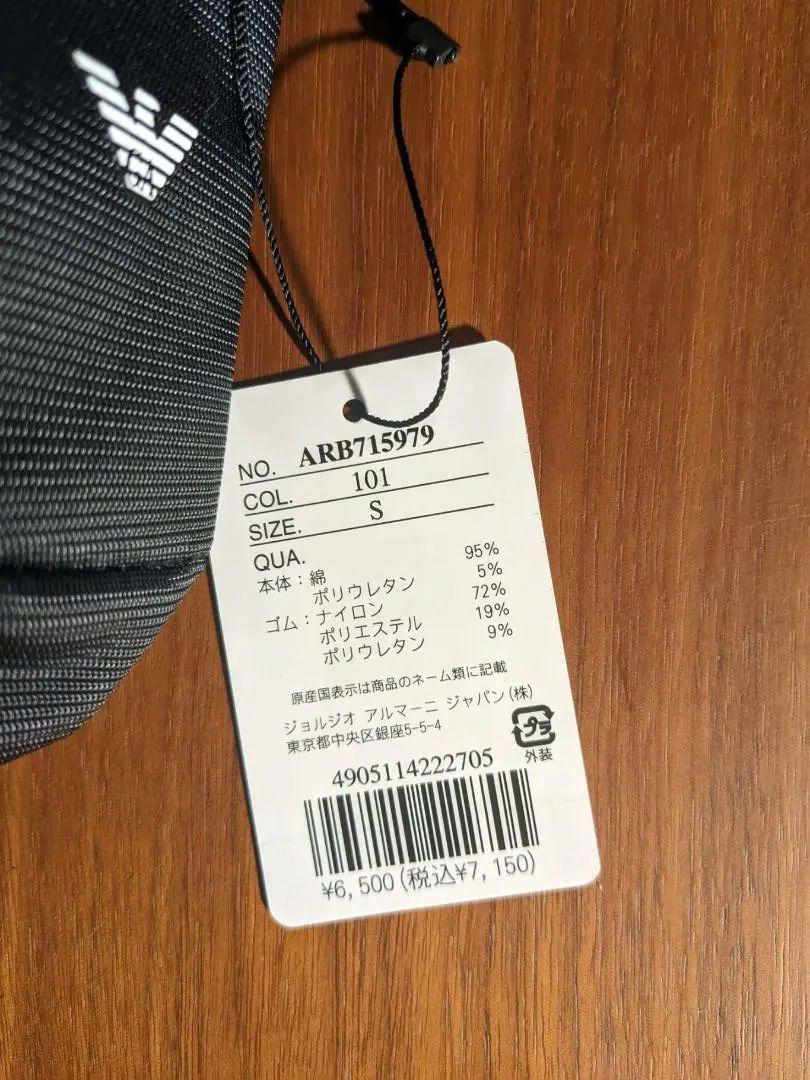 NO. ARB715979
COL. 101
SIZE. S
QUA.
本体：綿 95%
ポリウレタン 5%
ゴム：ナイロン 72%
ポリエステル 19%
ポリウレタン 9%
原産国表示は商品のネーム類に記載
ジョルジオ アルマーニ ジャパン(株)
東京都中央区銀座5-5-4
プラ
外装
4905114222705
¥6,500(税込¥7,150)